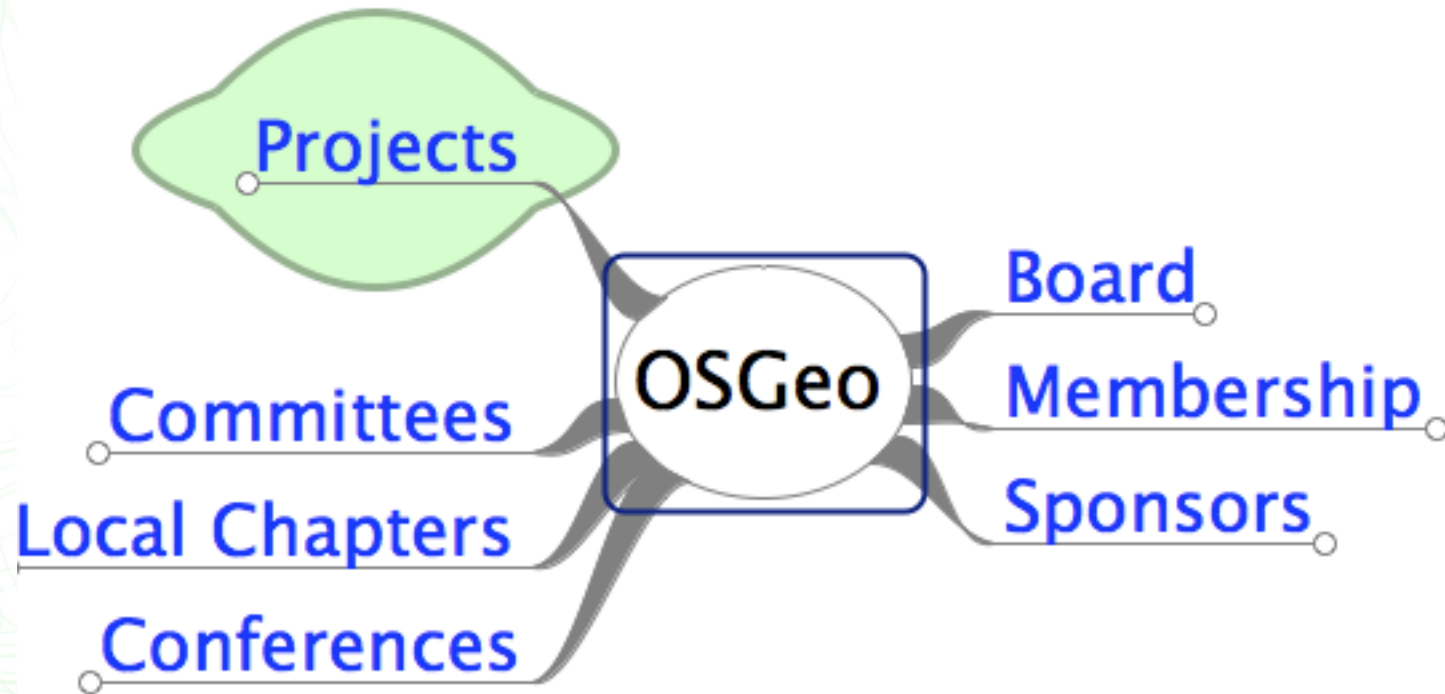 Projects
OSGeo
Board
Membership
Sponsors
Committees
Local Chapters
Conferences